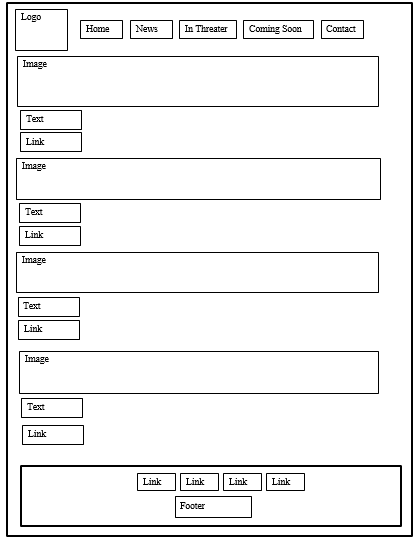 Logo
Home News In Threater Coming Soon Contact
Image
Text
Link
Image
Text
Link
Image
Text
Link
Image
Text
Link
Link Link Link Link
Footer